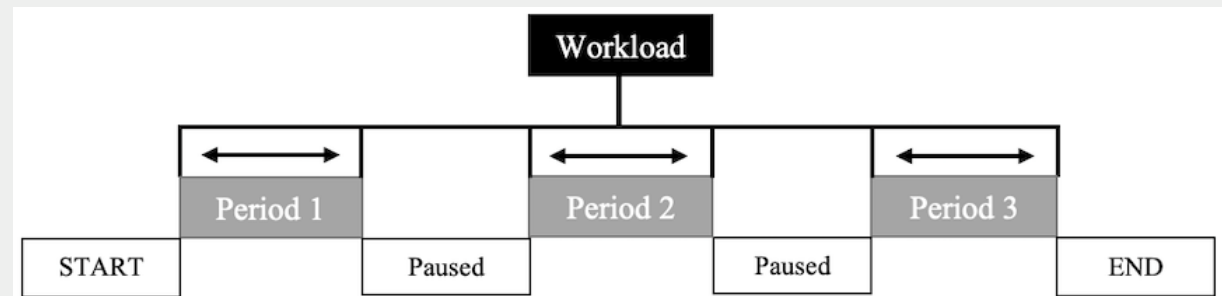 Workload
Period 1
Period 2
Period 3
START
Paused
Paused
END